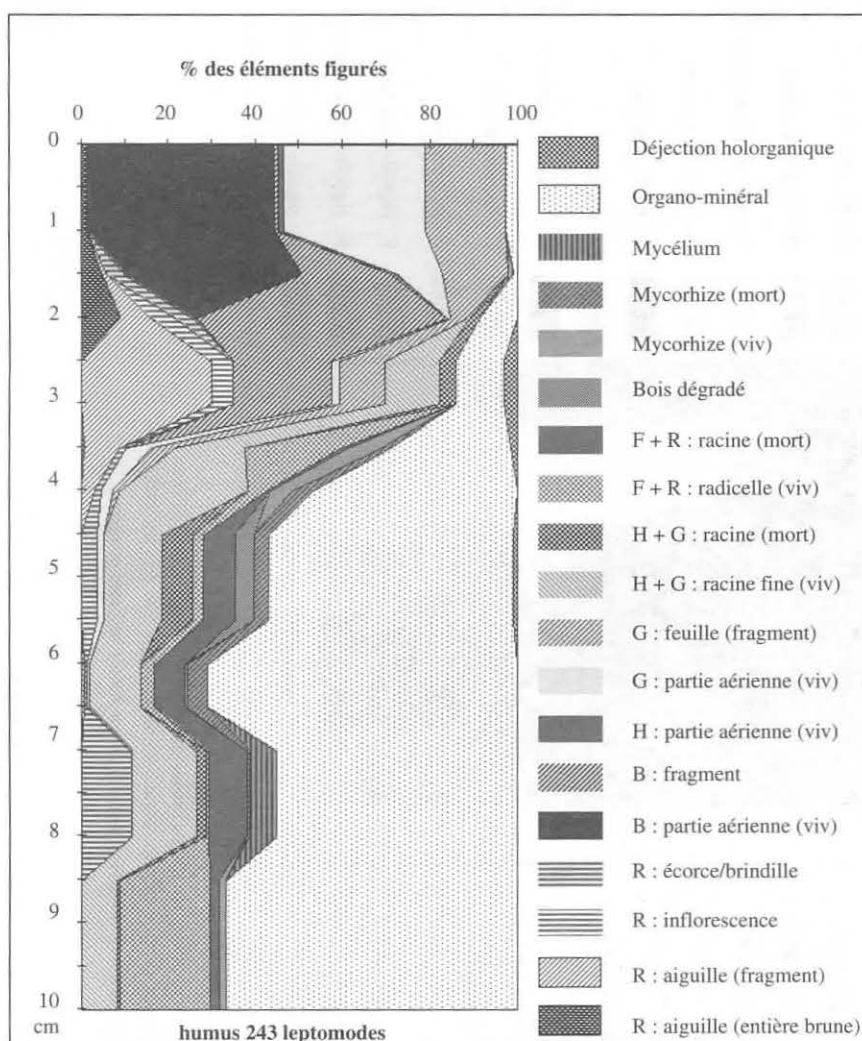 % des éléments figurés
0 20 40 60 80 100
0
1
2
3
4
5
6
7
8
9
10
cm
humus 243 leptomodes
Déjection holorganique
Organo-minéral
Mycélium
Mycorhize (mort)
Mycorhize (viv)
Bois dégradé
F + R : racine (mort)
F + R : radicelle (viv)
H + G : racine (mort)
H + G : racine fine (viv)
G : feuille (fragment)
G : partie aérienne (viv)
H : partie aérienne (viv)
B : fragment
B : partie aérienne (viv)
R : écorce/brindille
R : inflorescence
R : aiguille (fragment)
R : aiguille (entière brune)